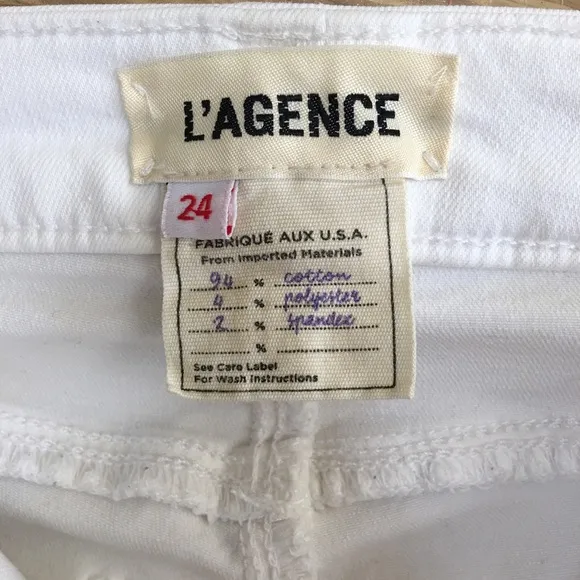 L'AGENCE
24
FABRIQUÉ AUX U.S.A.
From Imported Materials
94 % cotton
4 % polyester
2 % spandex
%
See Care Label
For Wash Instructions